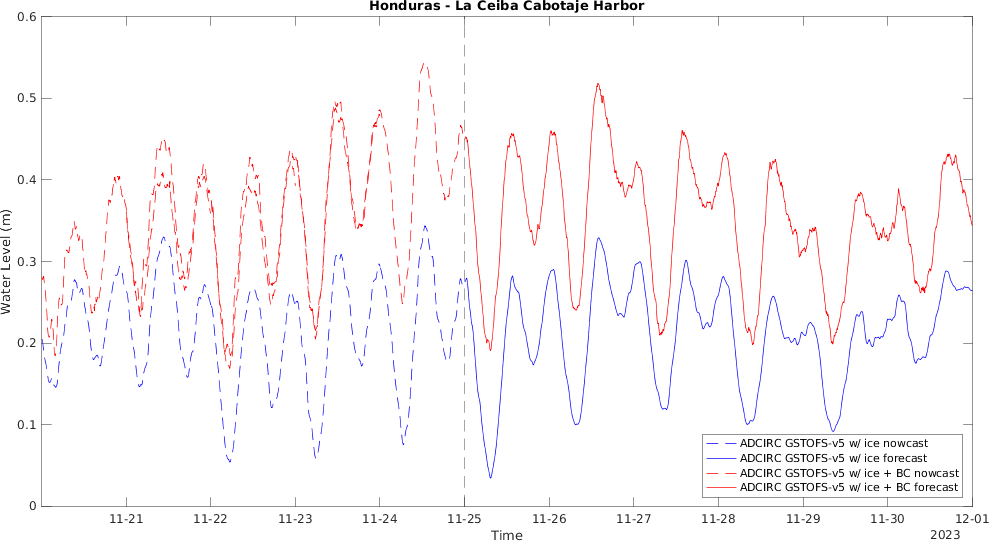 Honduras - La Ceiba Cabotaje Harbor
0.6
0.5
0.4
0.3
0.2
0.1
0
Water Level (m)
11-21
11-22
11-23
11-24
11-25
11-26
11-27
11-28
11-29
11-30
12-01
Time
2023
ADCIRC GSTOFS-v5 w/ ice nowcast
ADCIRC GSTOFS-v5 w/ ice forecast
ADCIRC GSTOFS-v5 w/ ice + BC nowcast
ADCIRC GSTOFS-v5 w/ ice + BC forecast